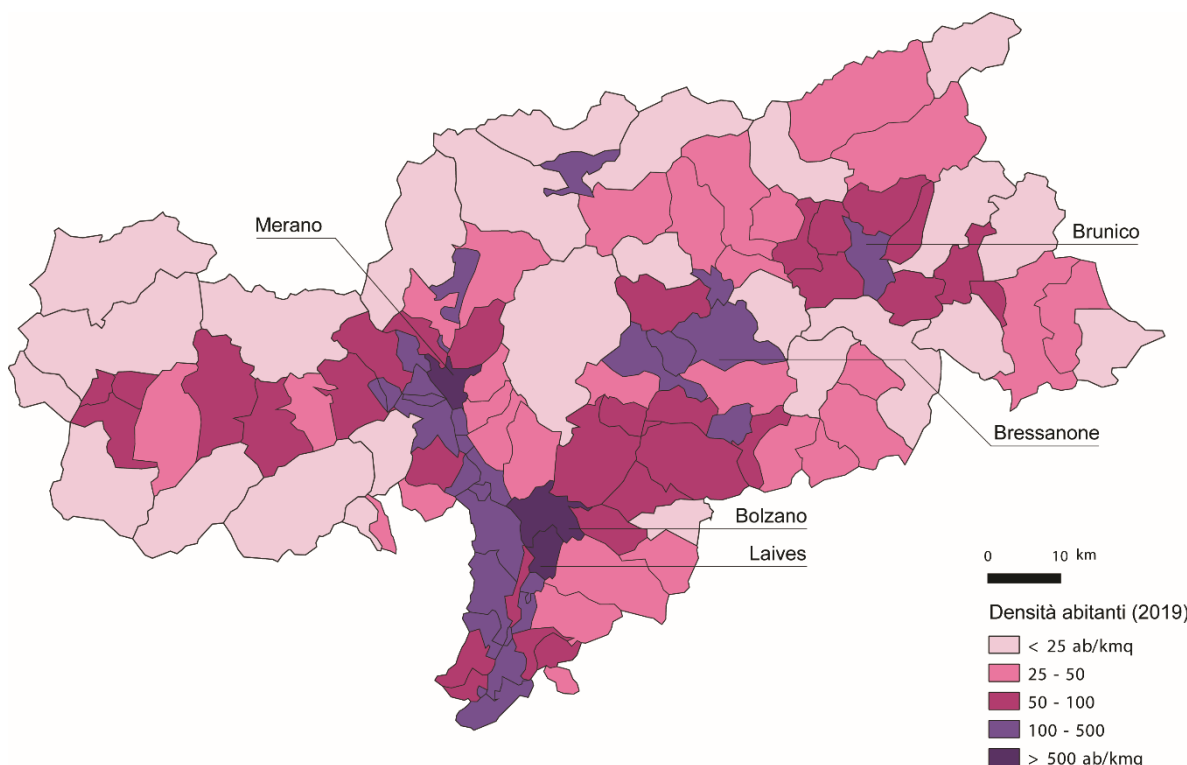 Merano
Brunico
Bressanone
Bolzano
Laives
0 10 km
Densità abitanti (2019)
< 25 ab/kmq
25 - 50
50 - 100
100 - 500
> 500 ab/kmq